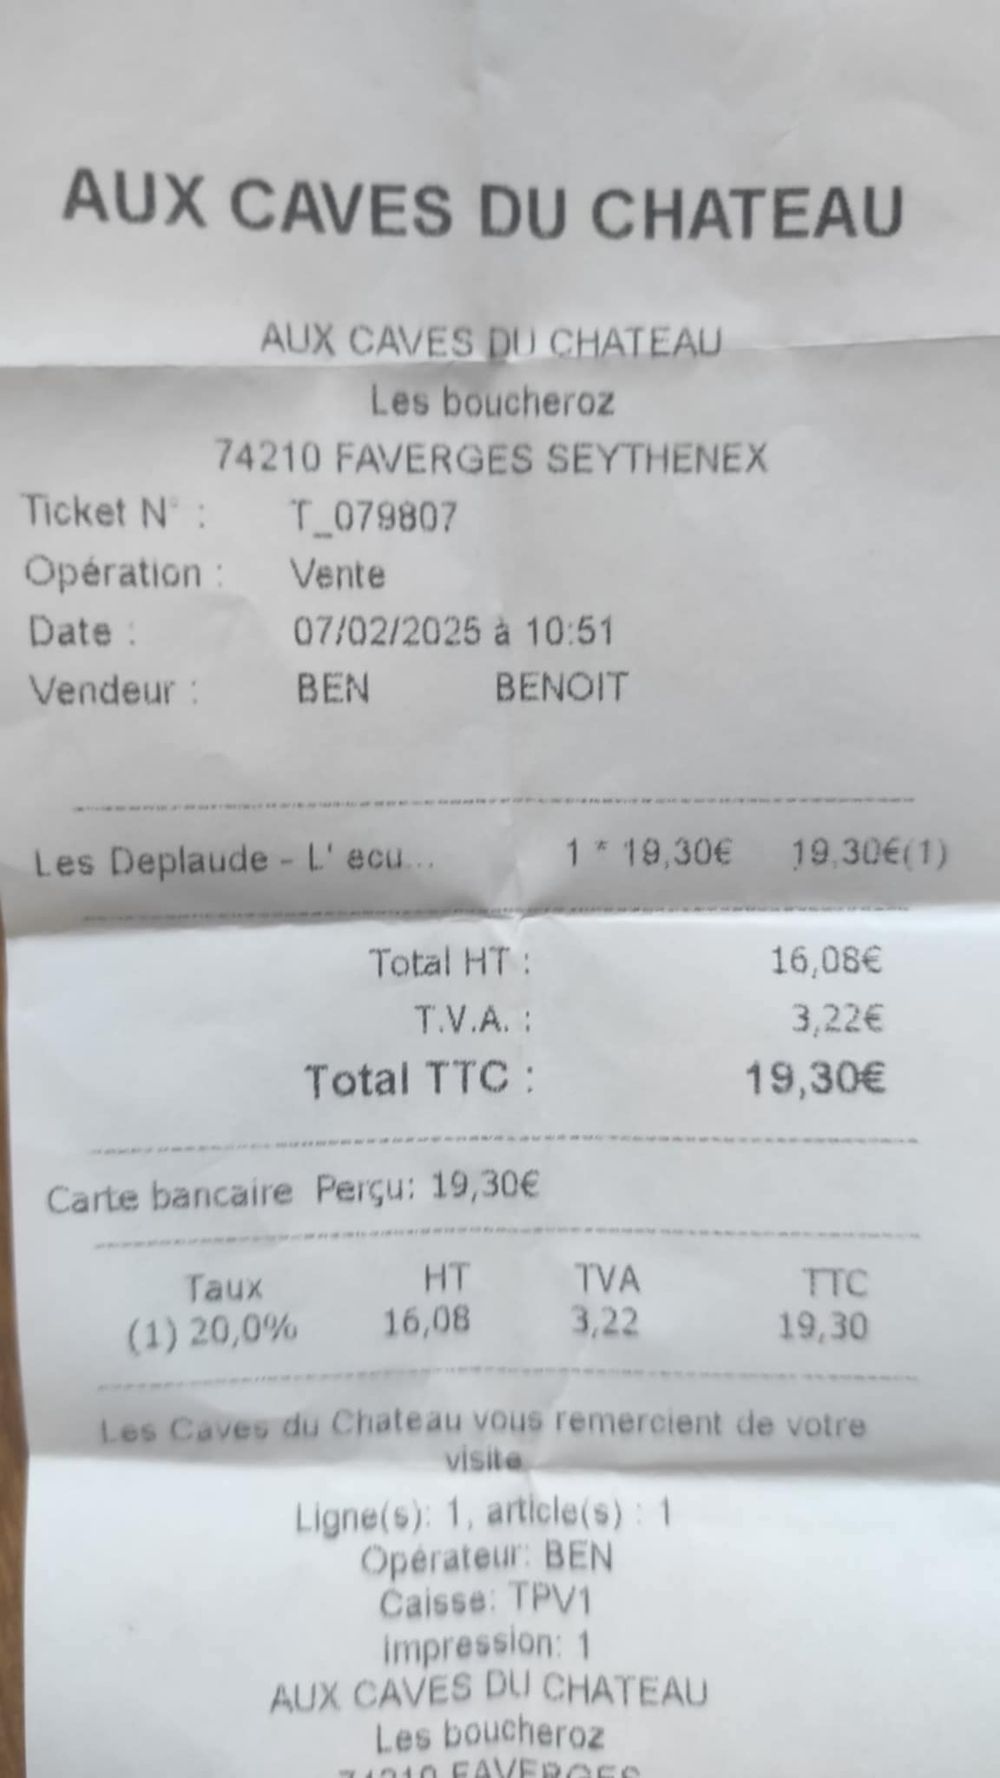 AUX CAVES DU CHATEAU
AUX CAVES DU CHATEAU
Les boucheroz
74210 FAVERGES SEYTHENEX
Ticket N° : T_079807
Opération : Vente
Date : 07/02/2025 à 10:51
Vendeur : BEN BENOIT
Les Deplaude - L' ecu... 1 * 19,30€ 19,30€(1)
Total HT : 16,08€
T.V.A. : 3,22€
Total TTC : 19,30€
Carte bancaire Perçu: 19,30€
Taux HT TVA TTC
(1) 20,0% 16,08 3,22 19,30
Les Caves du Chateau vous remercient de votre
visite
Ligne(s): 1, article(s) : 1
Opérateur: BEN
Caisse: TPV1
impression: 1
AUX CAVES DU CHATEAU
Les boucheroz
74210 FAVERGES